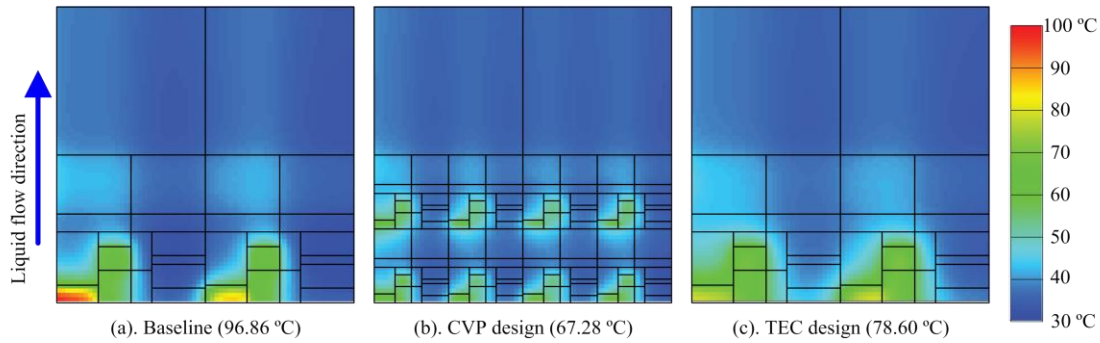 Liquid flow direction
100 ºC
90
80
70
60
50
40
30 ºC
(a). Baseline (96.86 ºC)
(b). CVP design (67.28 ºC)
(c). TEC design (78.60 ºC)